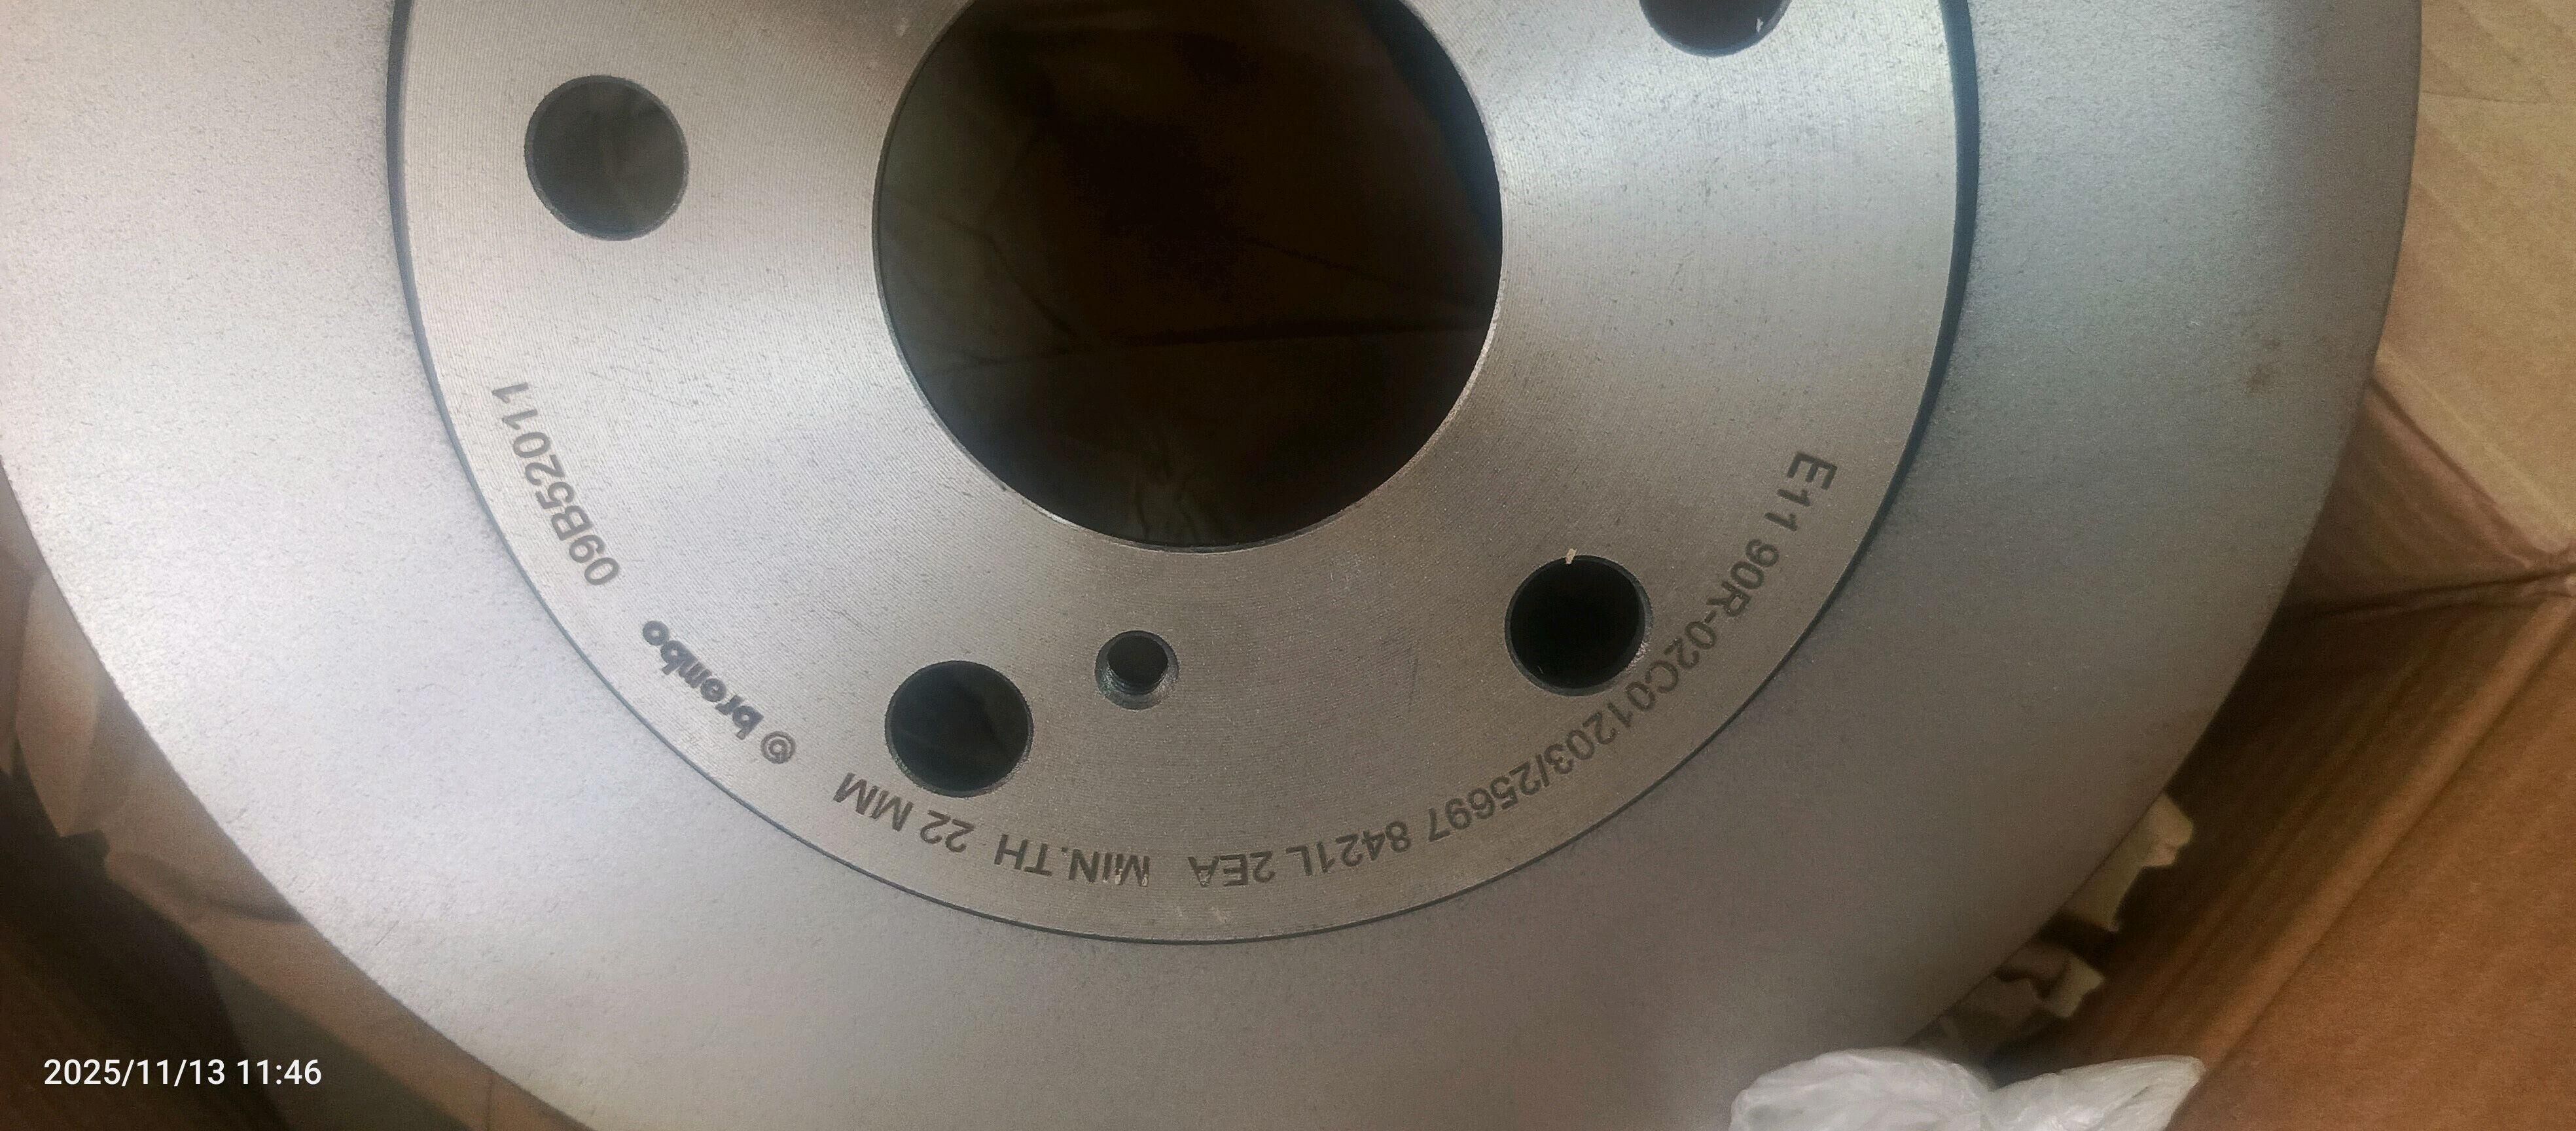 E11 90R-02C01203/25697 8421L 2EA MIN.TH 22 MM brembo 09B52011
2025/11/13 11:46